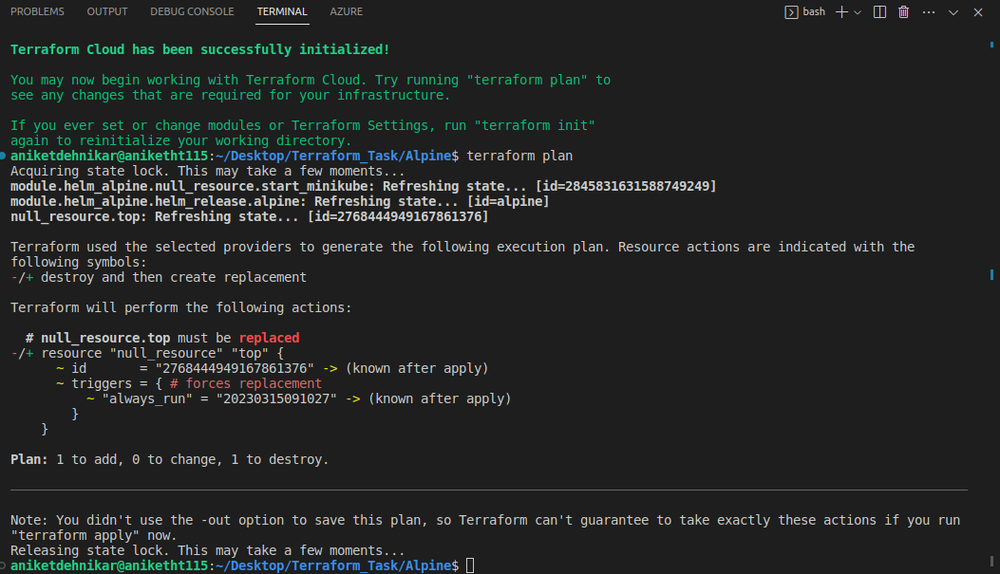 PROBLEMS OUTPUT DEBUG CONSOLE TERMINAL AZURE bash
Terraform Cloud has been successfully initialized!
You may now begin working with Terraform Cloud. Try running "terraform plan" to
see any changes that are required for your infrastructure.
If you ever set or change modules or Terraform Settings, run "terraform init"
again to reinitialize your working directory.
aniketdehnikar@aniketht115:~/Desktop/Terraform_Task/Alpine$ terraform plan
Acquiring state lock. This may take a few moments...
module.helm_alpine.null_resource.start_minikube: Refreshing state... [id=2845831631588749249]
module.helm_alpine.helm_release.alpine: Refreshing state... [id=alpine]
null_resource.top: Refreshing state... [id=2768444949167861376]
Terraform used the selected providers to generate the following execution plan. Resource actions are indicated with the
following symbols:
-/+ destroy and then create replacement
Terraform will perform the following actions:
# null_resource.top must be replaced
-/+ resource "null_resource" "top" {
~ id       = "2768444949167861376" -> (known after apply)
~ triggers = { # forces replacement
~ "always_run" = "20230315091027" -> (known after apply)
}
}
Plan: 1 to add, 0 to change, 1 to destroy.
Note: You didn't use the -out option to save this plan, so Terraform can't guarantee to take exactly these actions if you run
"terraform apply" now.
Releasing state lock. This may take a few moments...
aniketdehnikar@aniketht115:~/Desktop/Terraform_Task/Alpine$